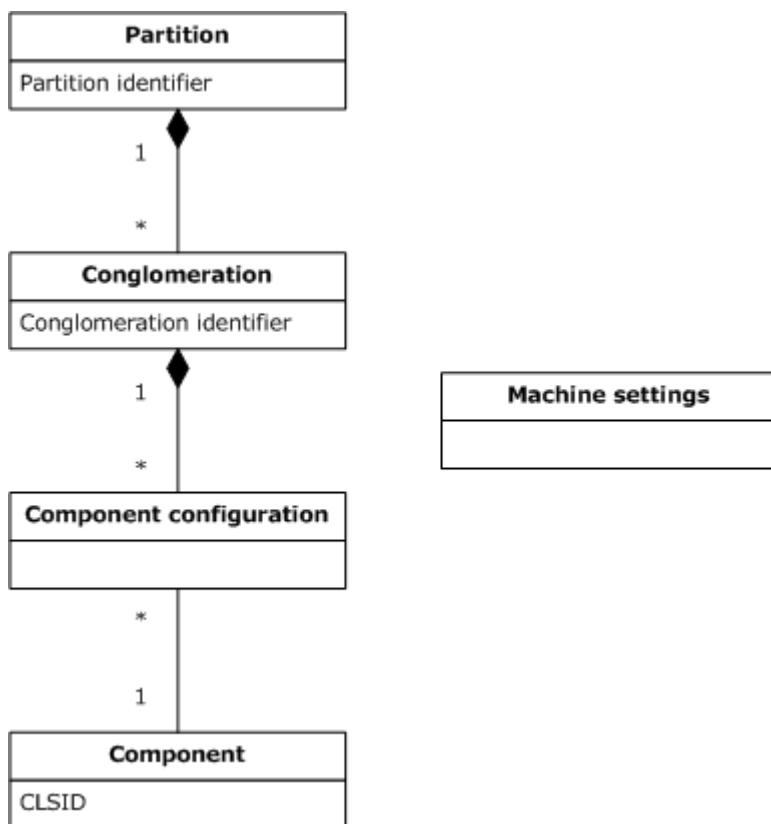 Partition
Partition identifier
1
*
Conglomeration
Conglomeration identifier
1
*
Machine settings
Component configuration
*
1
Component
CLSID